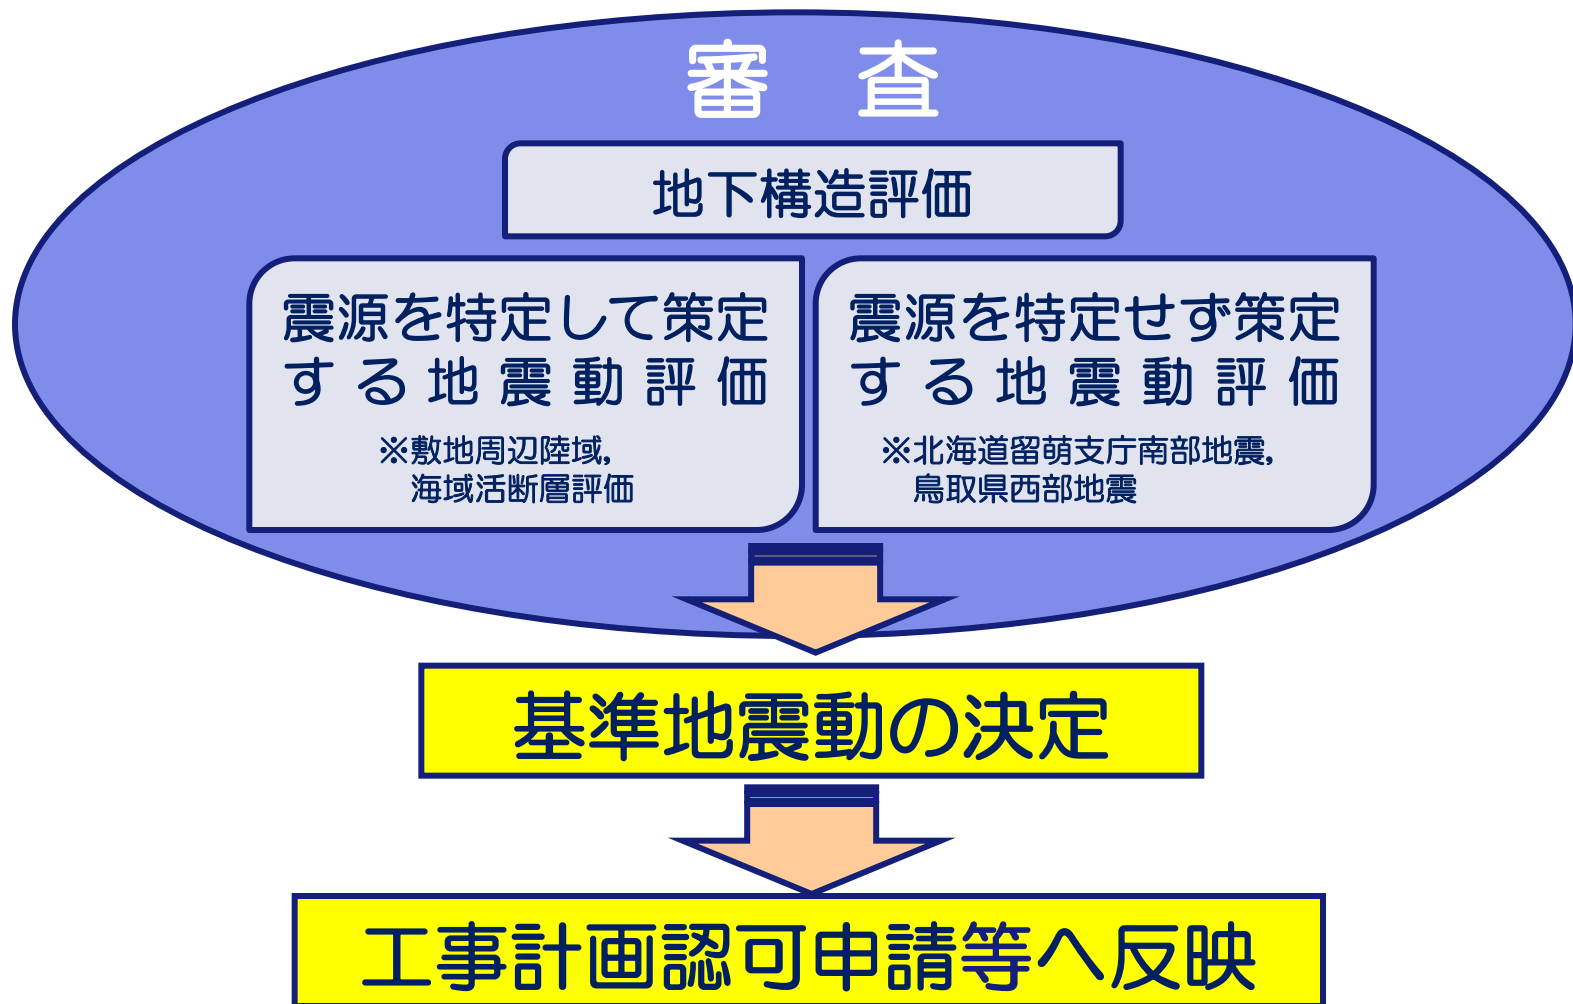 審 査
地下構造評価
震源を特定して策定
する地震動評価
※敷地周辺陸域,
海域活断層評価
震源を特定せず策定
する地震動評価
※北海道留萌支庁南部地震,
鳥取県西部地震
基準地震動の決定
工事計画認可申請等へ反映